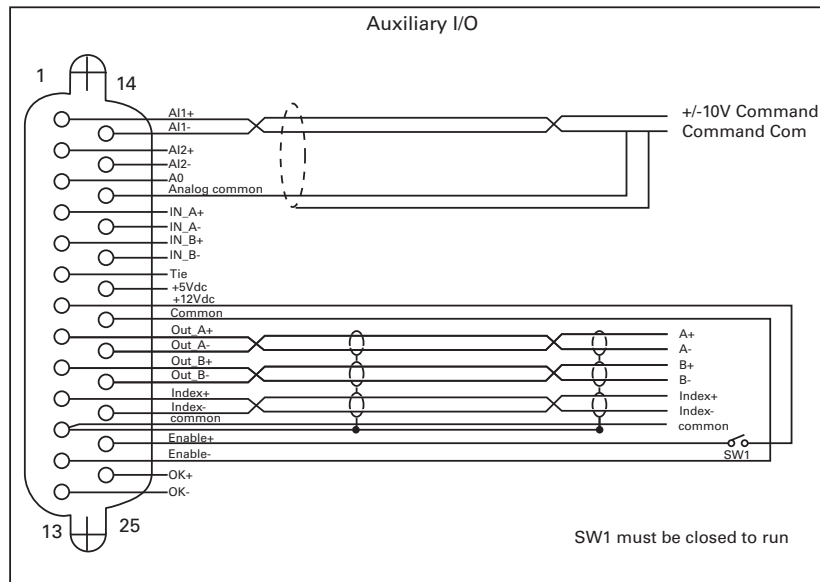 Auxiliary I/O
1
14
AI1+
AI1-
AI2+
AI2-
A0
Analog common
IN_A+
IN_A-
IN_B+
IN_B-
Tie
+5Vdc
+12Vdc
Common
Out_A+
Out_A-
Out_B+
Out_B-
Index+
Index-
common
Enable+
Enable-
OK+
OK-
13
25
+/-10V Command
Command Com
A+
A-
B+
B-
Index+
Index-
common
SW1
SW1 must be closed to run